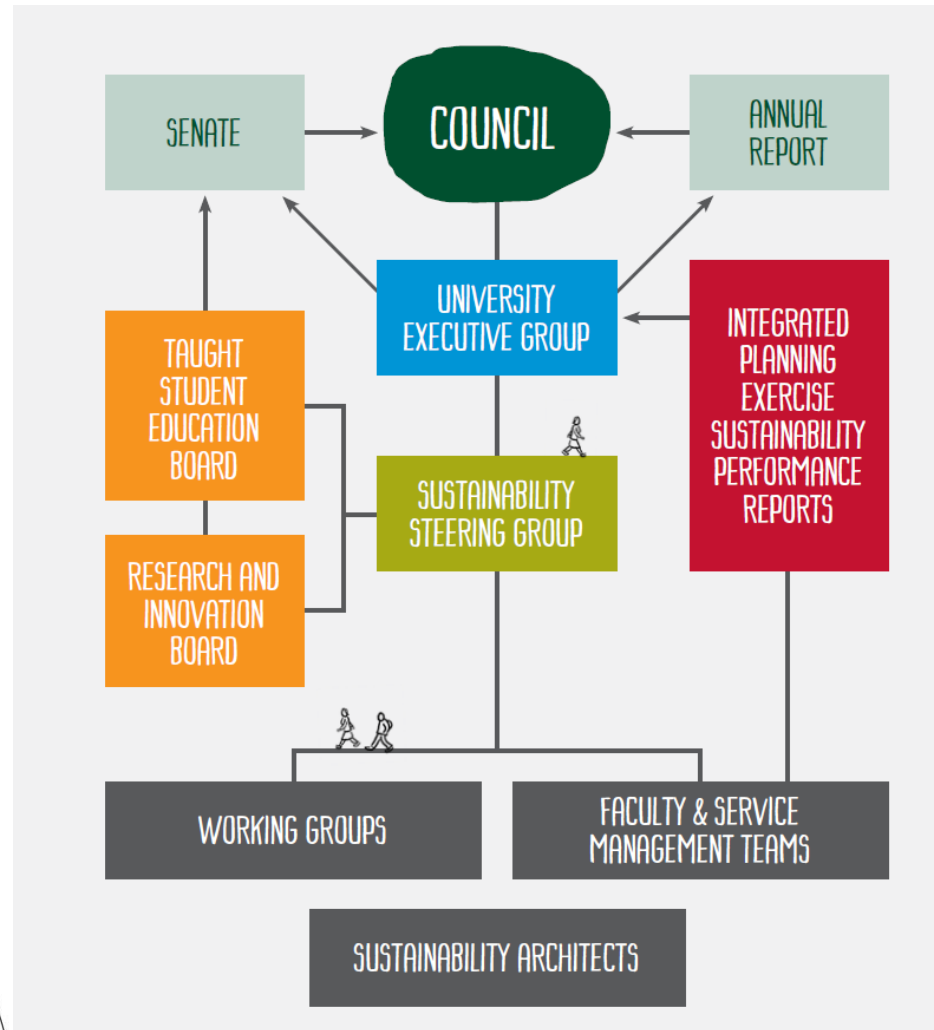 SENATE
COUNCIL
ANNUAL
REPORT
UNIVERSITY
EXECUTIVE GROUP
TAUGHT
STUDENT
EDUCATION
BOARD
INTEGRATED
PLANNING
EXERCISE
SUSTAINABILITY
PERFORMANCE
REPORTS
SUSTAINABILITY
STEERING GROUP
RESEARCH AND
INNOVATION
BOARD
WORKING GROUPS
FACULTY & SERVICE
MANAGEMENT TEAMS
SUSTAINABILITY ARCHITECTS